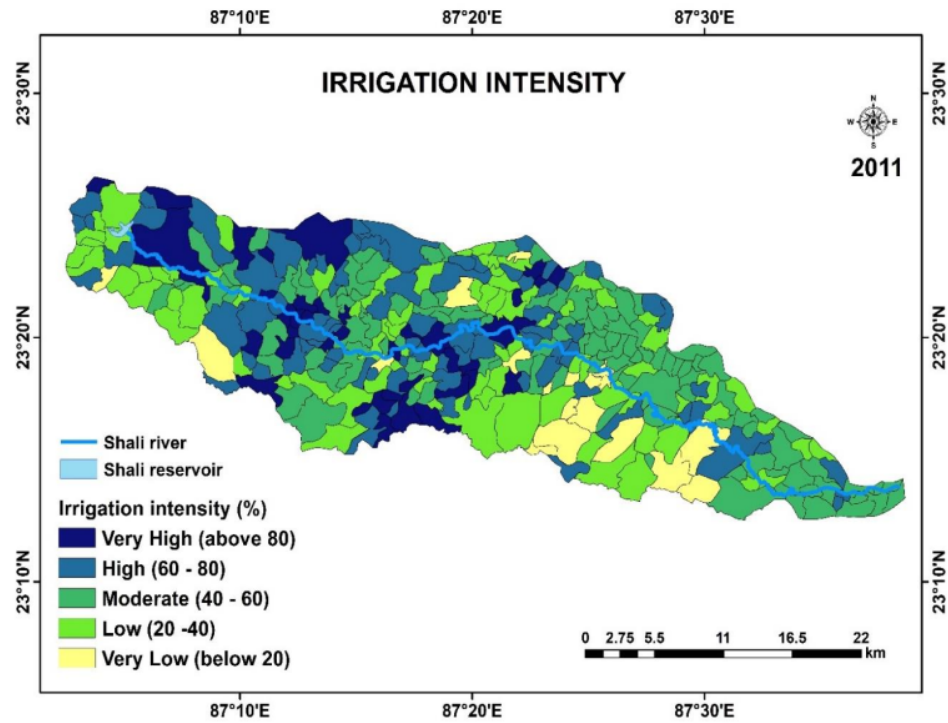 87°10'E 87°20'E 87°30'E
IRRIGATION INTENSITY
N
W E
S
2011
23°30'N 23°30'N
23°20'N 23°20'N
23°10'N 23°10'N
Shali river
Shali reservoir
Irrigation intensity (%)
Very High (above 80)
High (60 - 80)
Moderate (40 - 60)
Low (20 -40)
Very Low (below 20)
0 2.75 5.5 11 16.5 22
km
87°10'E 87°20'E 87°30'E